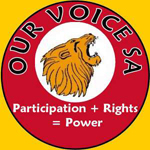 OUR VOICE SA
Participation + Rights
= Power